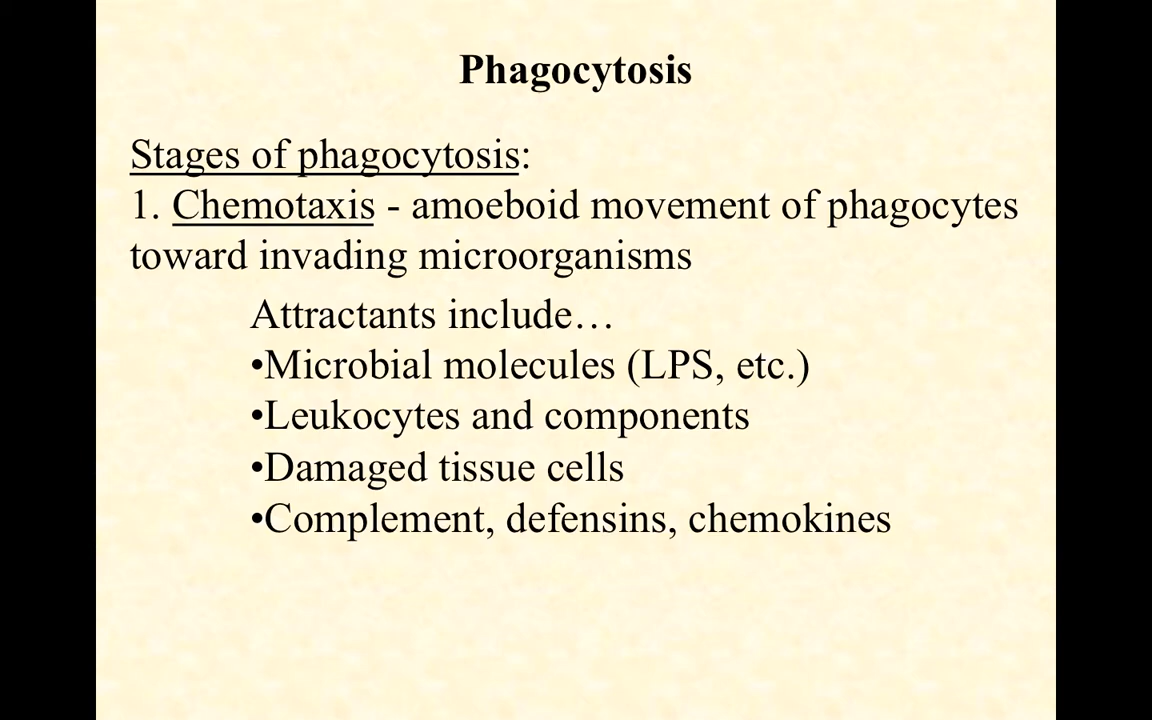 Phagocytosis
Stages of phagocytosis:
1. Chemotaxis - amoeboid movement of phagocytes
toward invading microorganisms
Attractants include…
•Microbial molecules (LPS, etc.)
•Leukocytes and components
•Damaged tissue cells
•Complement, defensins, chemokines